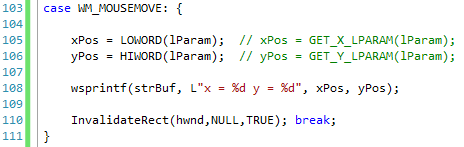 103 case WM_MOUSEMOVE: {
104
105 xPos = LOWORD(lParam);  // xPos = GET_X_LPARAM(lParam);
106 yPos = HIWORD(lParam);  // yPos = GET_Y_LPARAM(lParam);
107
108 wsprintf(strBuf, L"x = %d y = %d", xPos, yPos);
109
110 InvalidateRect(hwnd,NULL,TRUE); break;
111 }